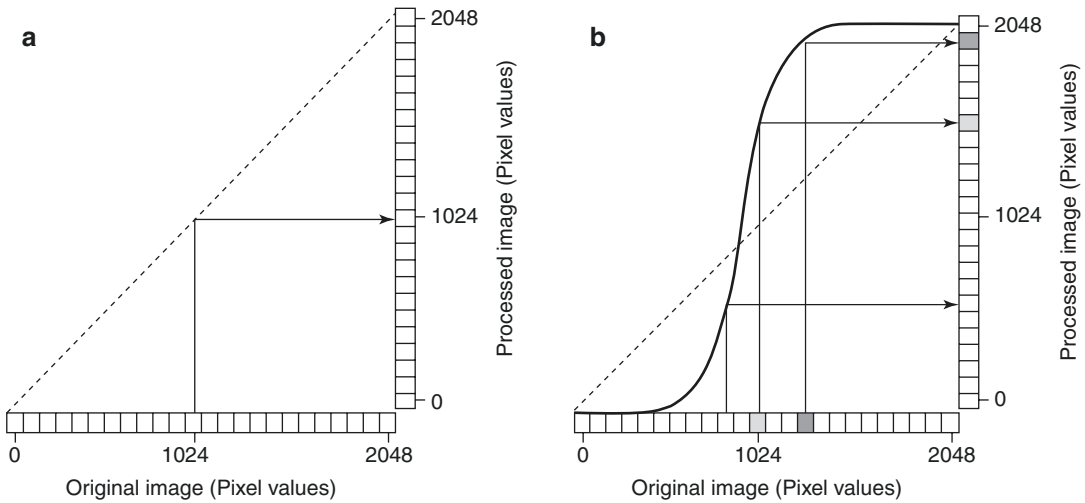 a
2048
1024
0
Processed image (Pixel values)
0
1024
2048
Original image (Pixel values)
b
2048
1024
0
Processed image (Pixel values)
0
1024
2048
Original image (Pixel values)